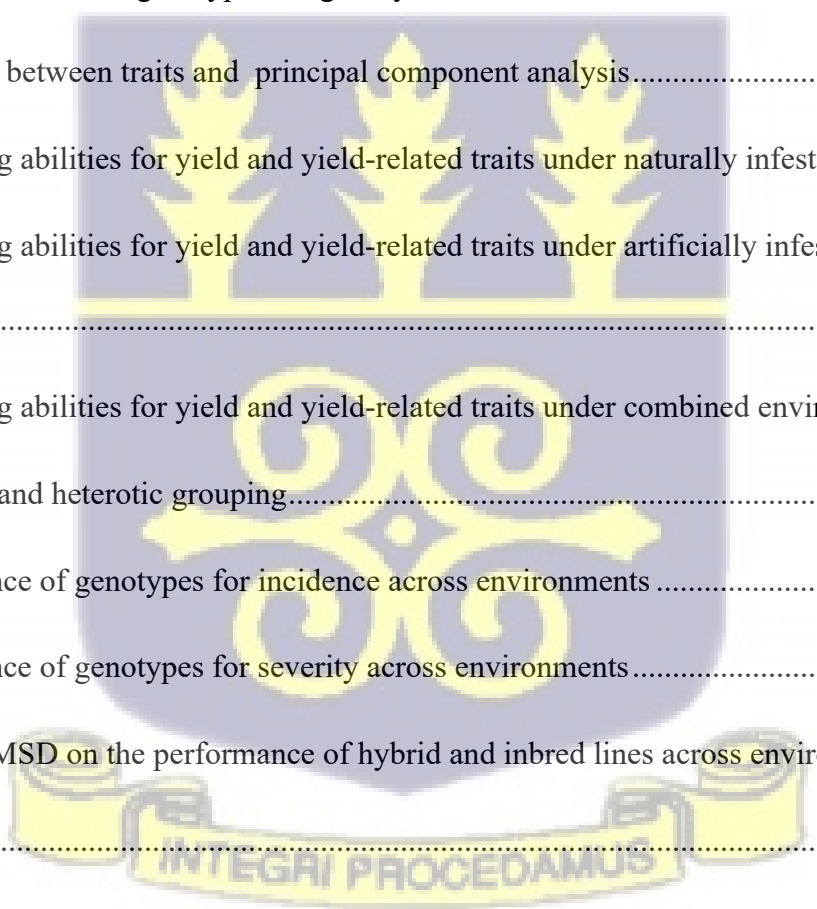 between traits and  principal component analysis....................
g abilities for yield and yield-related traits under naturally infest
g abilities for yield and yield-related traits under artificially infes
....................................................................................................
g abilities for yield and yield-related traits under combined envi
and heterotic grouping....................................................................
nce of genotypes for incidence across environments ....................
nce of genotypes for severity across environments.......................
MSD on the performance of hybrid and inbred lines across envir
....................................................................................................
INTEGRI PROCEDAMUS